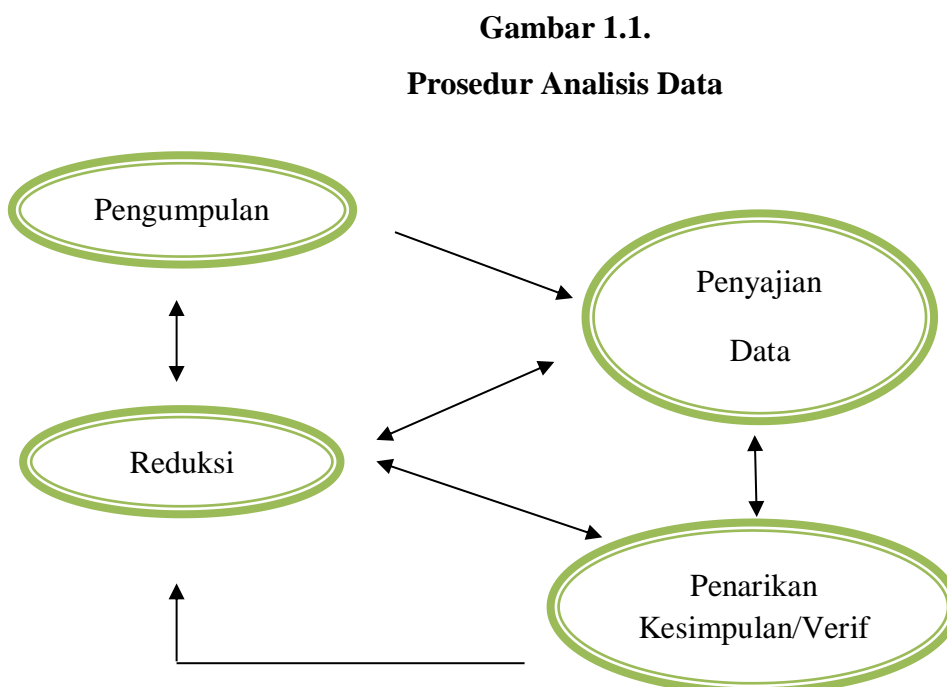 Gambar 1.1.
Prosedur Analisis Data
Pengumpulan
Penyajian
Data
Reduksi
Penarikan
Kesimpulan/Verif